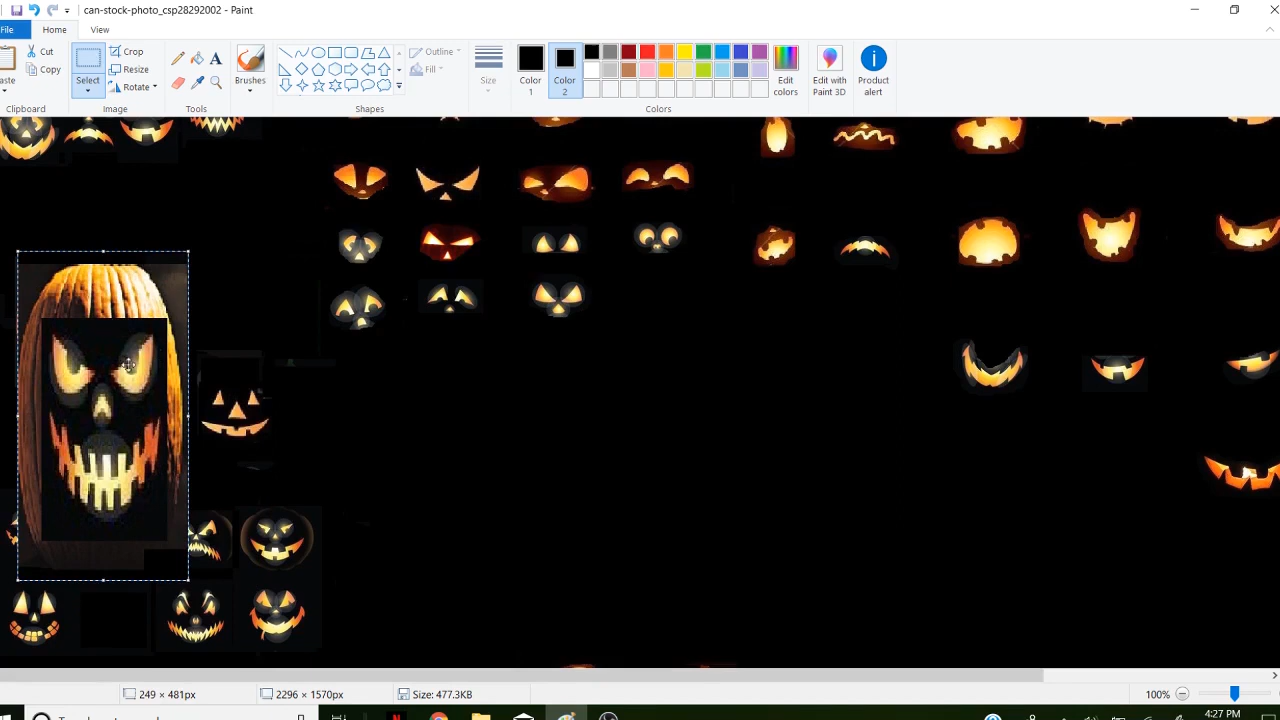 can-stock-photo_csp28292002 - Paint
File
Home
View
Cut
Copy
Crop
Resize
Rotate
Select
Brushes
Outline
Fill
Size
Color 1
Color 2
Edit colors
Edit with Paint 3D
Product alert
Clipboard
Image
Tools
Shapes
Colors
249 × 481px
2296 × 1570px
Size: 477.3KB
100%
4:27 PM